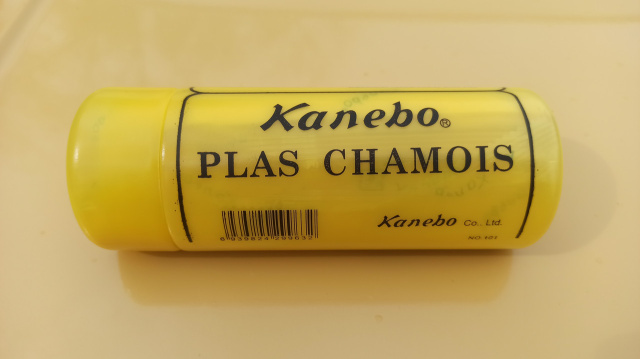 Kanebo®
PLAS CHAMOIS
Kanebo Co., Ltd.